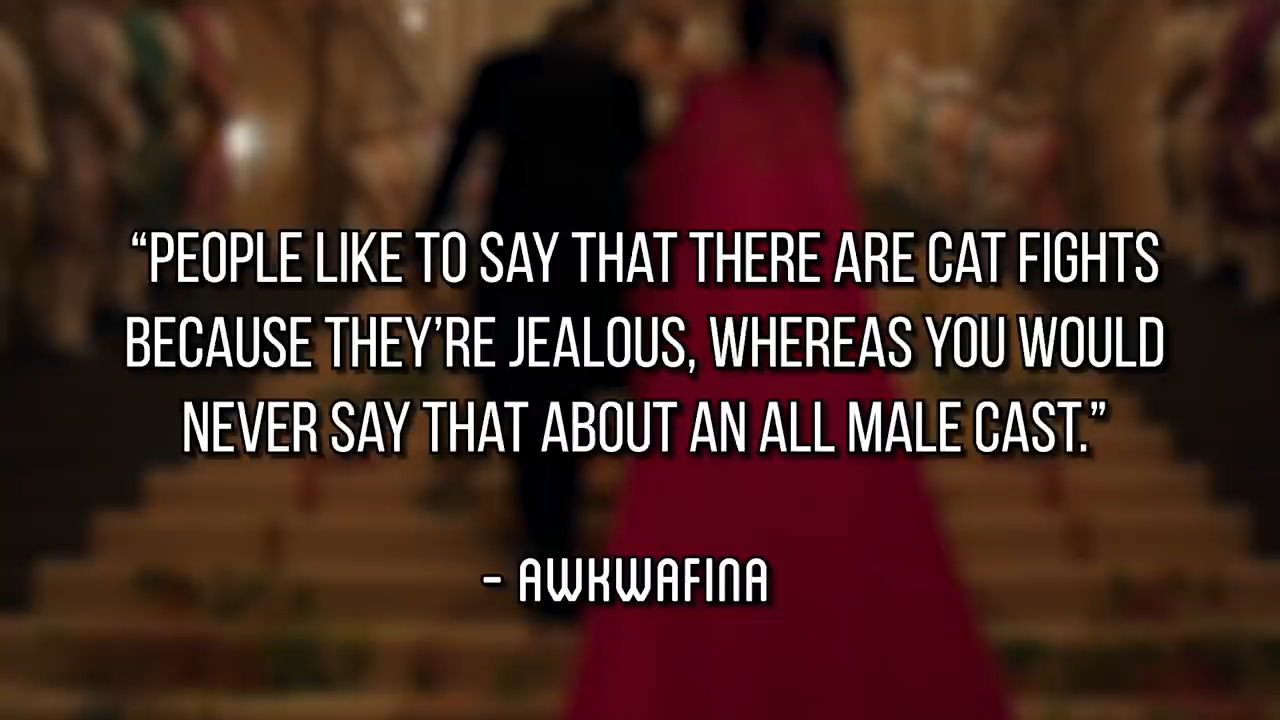 “PEOPLE LIKE TO SAY THAT THERE ARE CAT FIGHTS
BECAUSE THEY’RE JEALOUS, WHEREAS YOU WOULD
NEVER SAY THAT ABOUT AN ALL MALE CAST.”
- AWKWAFINA